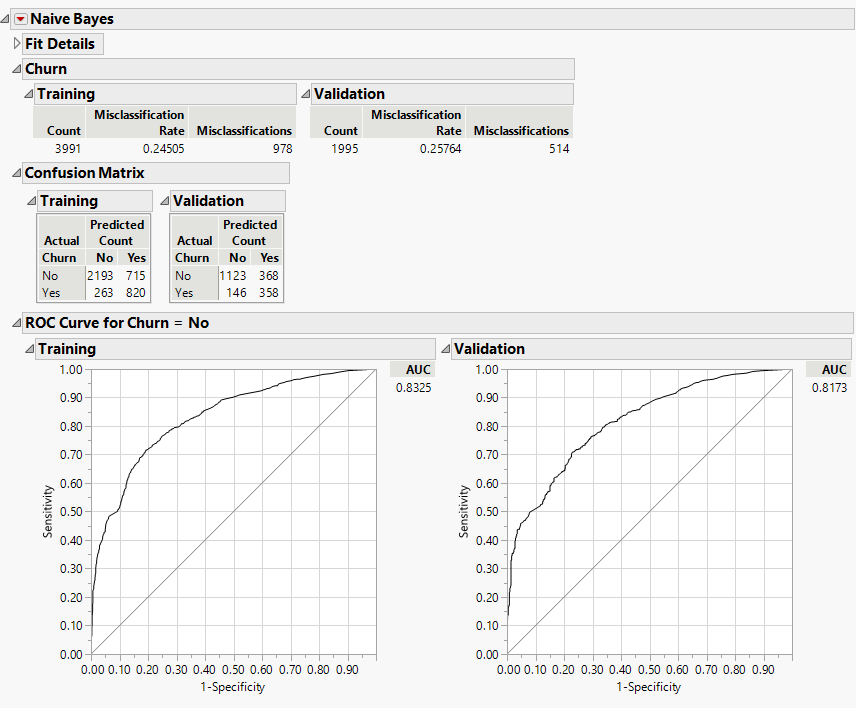 Naive Bayes
Fit Details
Churn
Training Validation
Misclassification Misclassification
Count Rate Misclassifications Count Rate Misclassifications
3991 0.24505 978 1995 0.25764 514
Confusion Matrix
Training Validation
Predicted Predicted
Actual Count Actual Count
Churn No Yes Churn No Yes
No 2193 715 No 1123 368
Yes 263 820 Yes 146 358
ROC Curve for Churn = No
Training Validation
1.00 AUC 1.00 AUC
0.8325 0.8173
0.90 0.90
0.80 0.80
0.70 0.70
0.60 0.60
0.50 0.50
Sensitivity Sensitivity
0.40 0.40
0.30 0.30
0.20 0.20
0.10 0.10
0.00 0.00
0.00 0.10 0.20 0.30 0.40 0.50 0.60 0.70 0.80 0.90 0.00 0.10 0.20 0.30 0.40 0.50 0.60 0.70 0.80 0.90
1-Specificity 1-Specificity